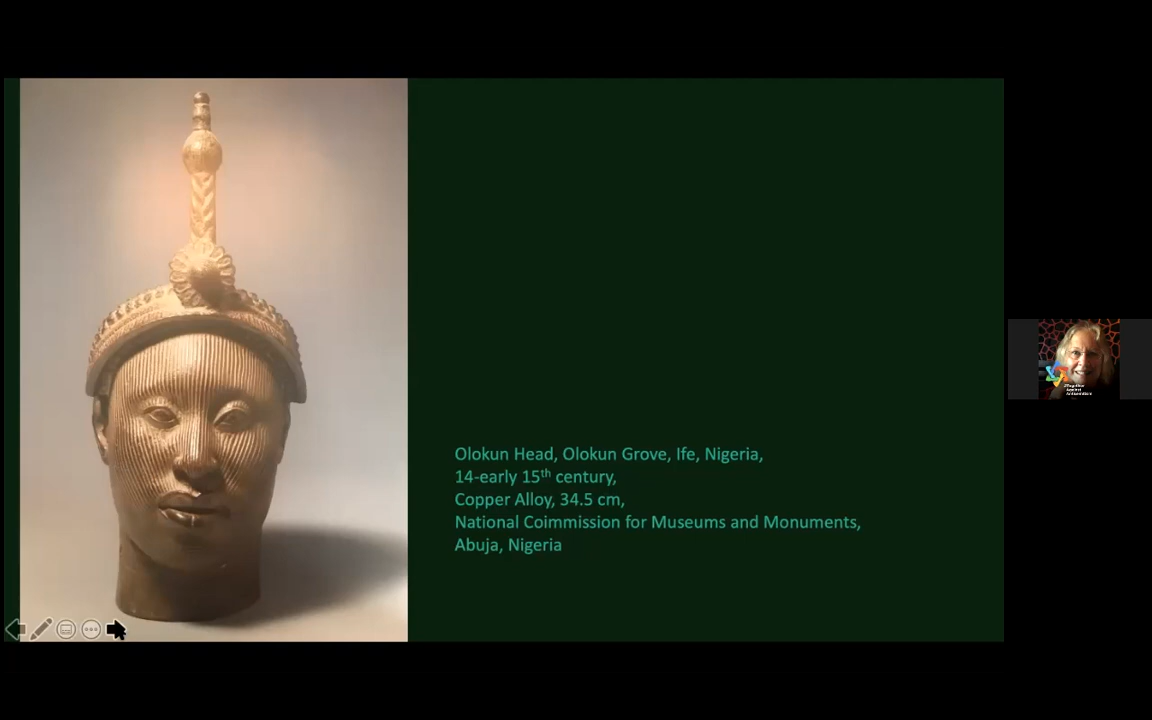 Olokun Head, Olokun Grove, Ife, Nigeria,
14-early 15th century,
Copper Alloy, 34.5 cm,
National Coimmission for Museums and Monuments,
Abuja, Nigeria